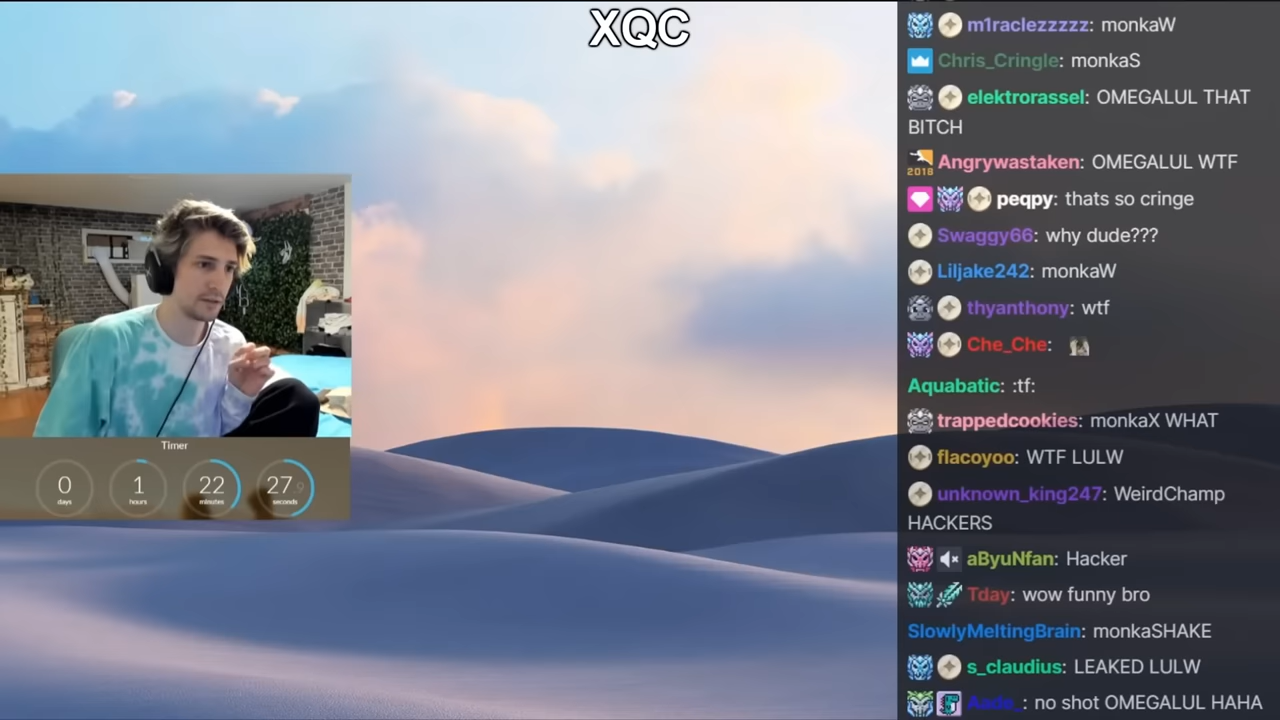 XQC
m1raclezzzzz: monkaW
Chris_Cringle: monkaS
elektrorassel: OMEGALUL THAT
BITCH
2018 Angrywastaken: OMEGALUL WTF
peqpy: thats so cringe
Swaggy66: why dude???
Liljake242: monkaW
thyanthony: wtf
Che_Che:
Aquabatic: :tf:
trappedcookies: monkaX WHAT
flacoyoo: WTF LULW
unknown_king247: WeirdChamp
HACKERS
aByuNfan: Hacker
Tday: wow funny bro
SlowlyMeltingBrain: monkaSHAKE
s_claudius: LEAKED LULW
: no shot OMEGALUL HAHA
Timer
0 1 22 27
days hours minutes seconds